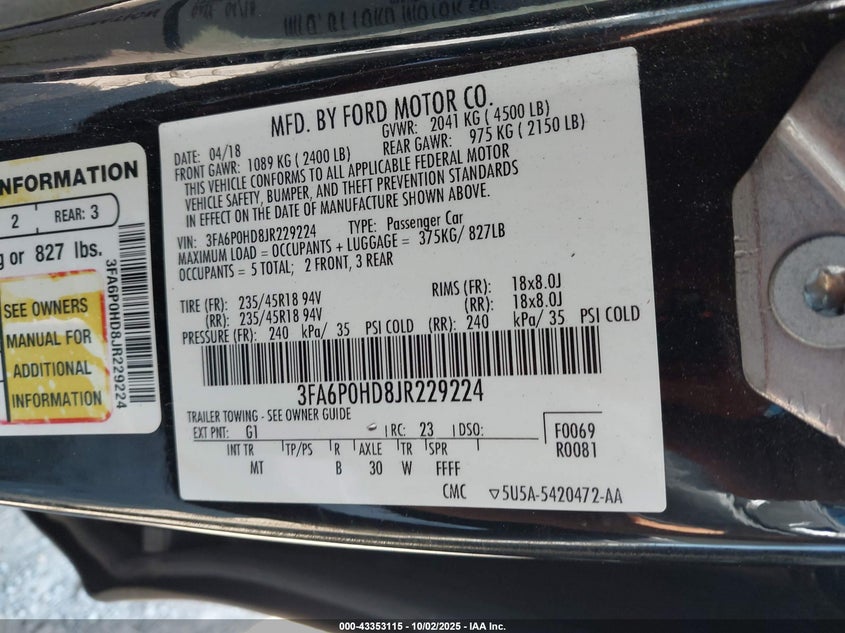 MFD. BY FORD MOTOR CO.
DATE: 04/18 GVWR: 2041 KG ( 4500 LB)
FRONT GAWR: 1089 KG ( 2400 LB) REAR GAWR: 975 KG ( 2150 LB)
THIS VEHICLE CONFORMS TO ALL APPLICABLE FEDERAL MOTOR
VEHICLE SAFETY, BUMPER, AND THEFT PREVENTION STANDARDS
IN EFFECT ON THE DATE OF MANUFACTURE SHOWN ABOVE.
VIN: 3FA6P0HD8JR229224 TYPE: Passenger Car
MAXIMUM LOAD = OCCUPANTS + LUGGAGE = 375KG/ 827LB
OCCUPANTS = 5 TOTAL; 2 FRONT, 3 REAR
TIRE (FR): 235/45R18 94V RIMS (FR): 18x8.0J
(RR): 235/45R18 94V (RR): 18x8.0J
PRESSURE (FR): 240 kPa/ 35 PSI COLD (RR): 240 kPa/ 35 PSI COLD
3FA6P0HD8JR229224
TRAILER TOWING - SEE OWNER GUIDE
EXT PNT: G1 RC: 23 DSO: F0069
R0081
INT TR TP/PS R AXLE TR SPR
MT B 30 W FFFF
CMC ▽5U5A-5420472-AA
NFORMATION
2 REAR: 3
g or 827 lbs.
SEE OWNERS
MANUAL FOR
ADDITIONAL
INFORMATION
3FA6P0HD8JR229224
000-43353115 - 10/02/2025 - IAA Inc.